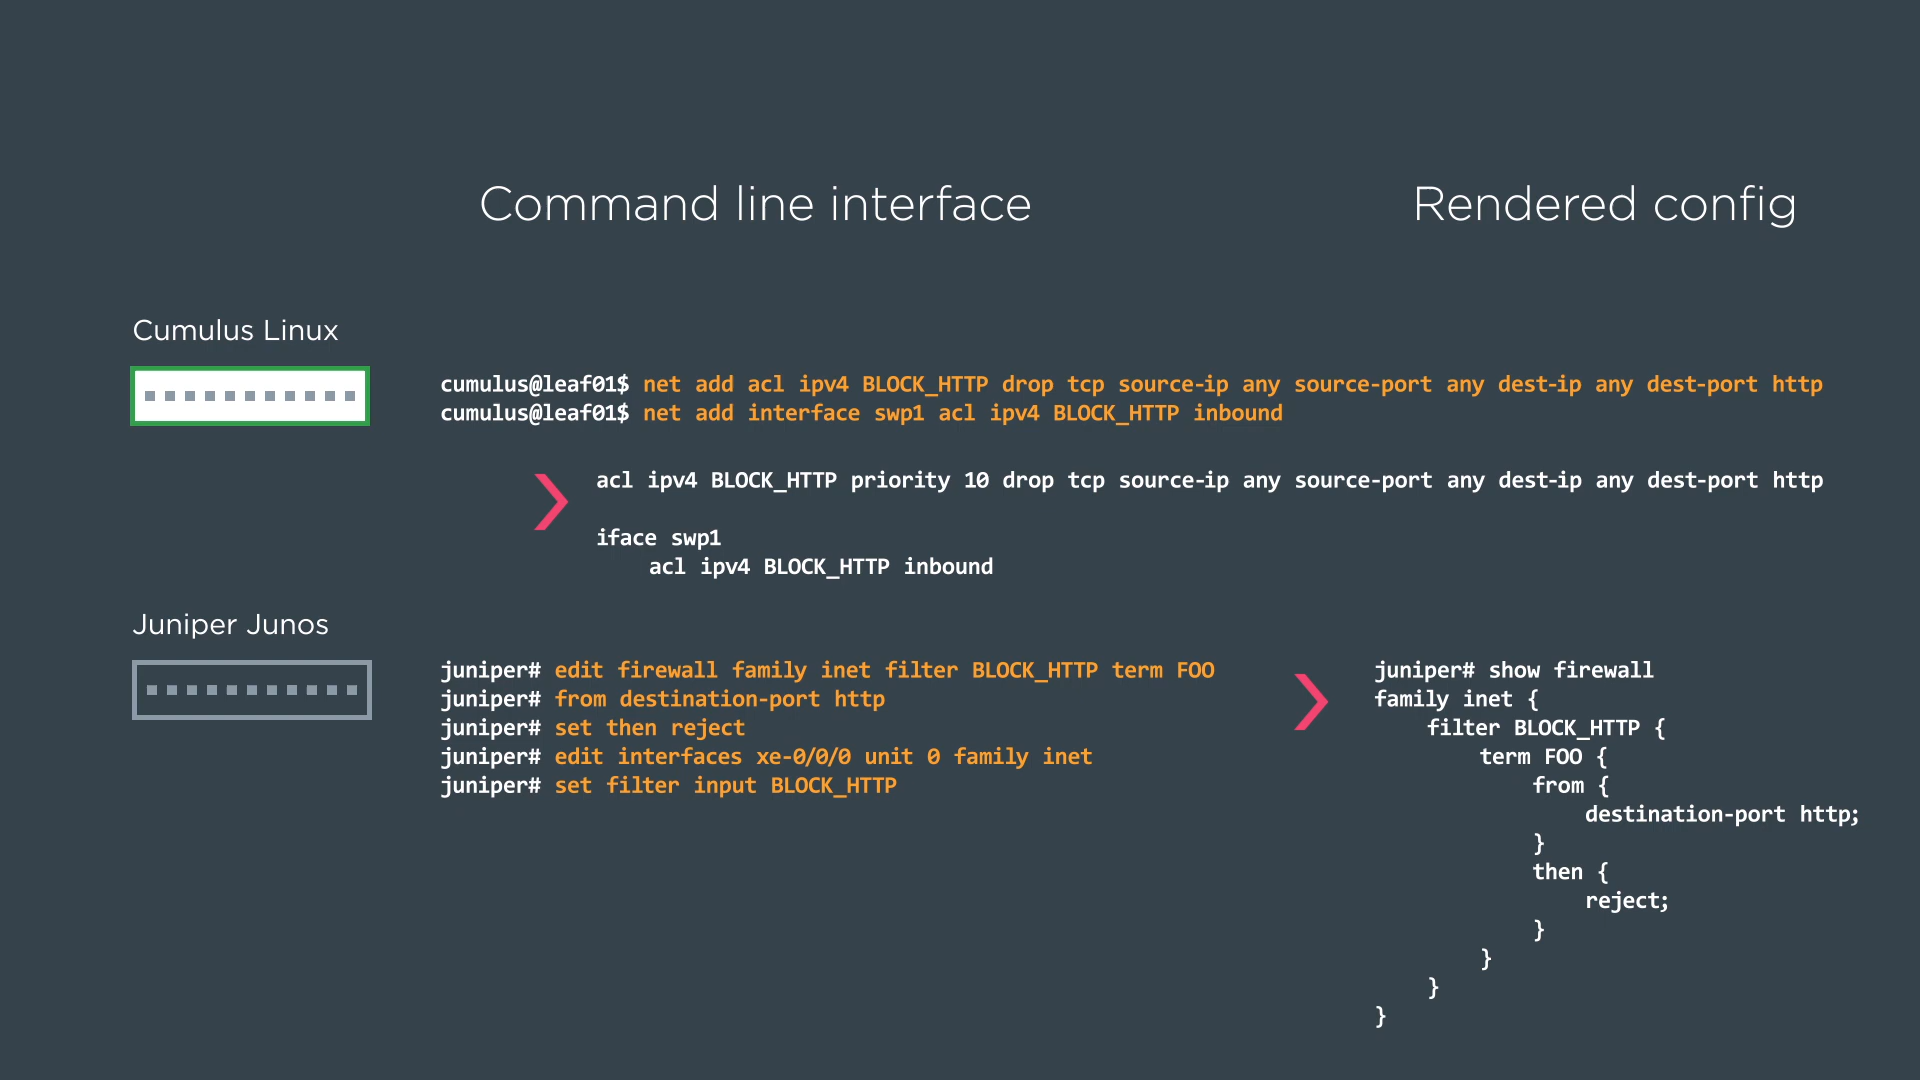 Command line interface
Rendered config
Cumulus Linux
cumulus@leaf01$ net add acl ipv4 BLOCK_HTTP drop tcp source-ip any source-port any dest-ip any dest-port http
cumulus@leaf01$ net add interface swp1 acl ipv4 BLOCK_HTTP inbound
acl ipv4 BLOCK_HTTP priority 10 drop tcp source-ip any source-port any dest-ip any dest-port http
iface swp1
    acl ipv4 BLOCK_HTTP inbound
Juniper Junos
juniper# edit firewall family inet filter BLOCK_HTTP term FOO
juniper# from destination-port http
juniper# set then reject
juniper# edit interfaces xe-0/0/0 unit 0 family inet
juniper# set filter input BLOCK_HTTP
juniper# show firewall
family inet {
    filter BLOCK_HTTP {
        term FOO {
            from {
                destination-port http;
            }
            then {
                reject;
            }
        }
    }
}